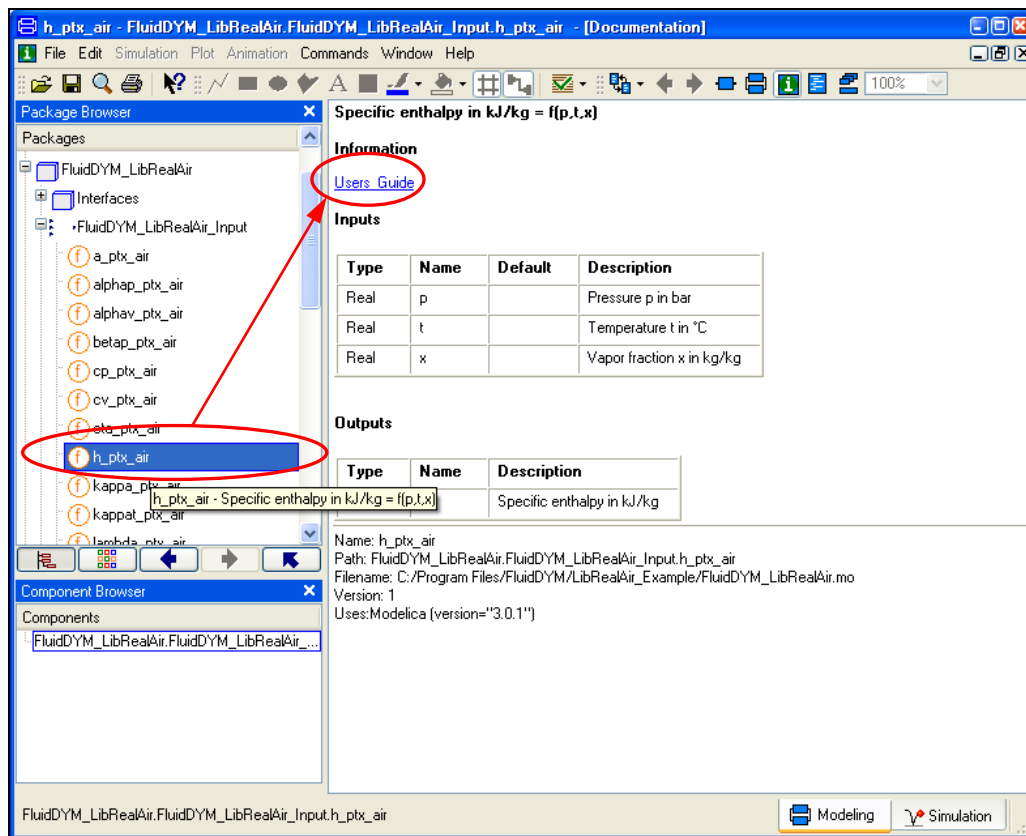 h_ptx_air - FluidDYM_LibRealAir.FluidDYM_LibRealAir_Input.h_ptx_air - [Documentation]
File Edit Simulation Plot Animation Commands Window Help
100%
Package Browser
Packages
FluidDYM_LibRealAir
Interfaces
FluidDYM_LibRealAir_Input
a_ptx_air
alphap_ptx_air
alphav_ptx_air
betap_ptx_air
cp_ptx_air
cv_ptx_air
eta_ptx_air
h_ptx_air
kappa_ptx_air
kappat_ptx_air
lambda_ptx_air
h_ptx_air - Specific enthalpy in kJ/kg = f(p,t,x)
Component Browser
Components
FluidDYM_LibRealAir.FluidDYM_LibRealAir_...
Specific enthalpy in kJ/kg = f(p,t,x)
Information
Users Guide
Inputs
Type Name Default Description
Real p Pressure p in bar
Real t Temperature t in °C
Real x Vapor fraction x in kg/kg
Outputs
Type Name Description
Specific enthalpy in kJ/kg
Name: h_ptx_air
Path: FluidDYM_LibRealAir.FluidDYM_LibRealAir_Input.h_ptx_air
Filename: C:/Program Files/FluidDYM/LibRealAir_Example/FluidDYM_LibRealAir.mo
Version: 1
Uses:Modelica (version="3.0.1")
FluidDYM_LibRealAir.FluidDYM_LibRealAir_Input.h_ptx_air
Modeling
Simulation